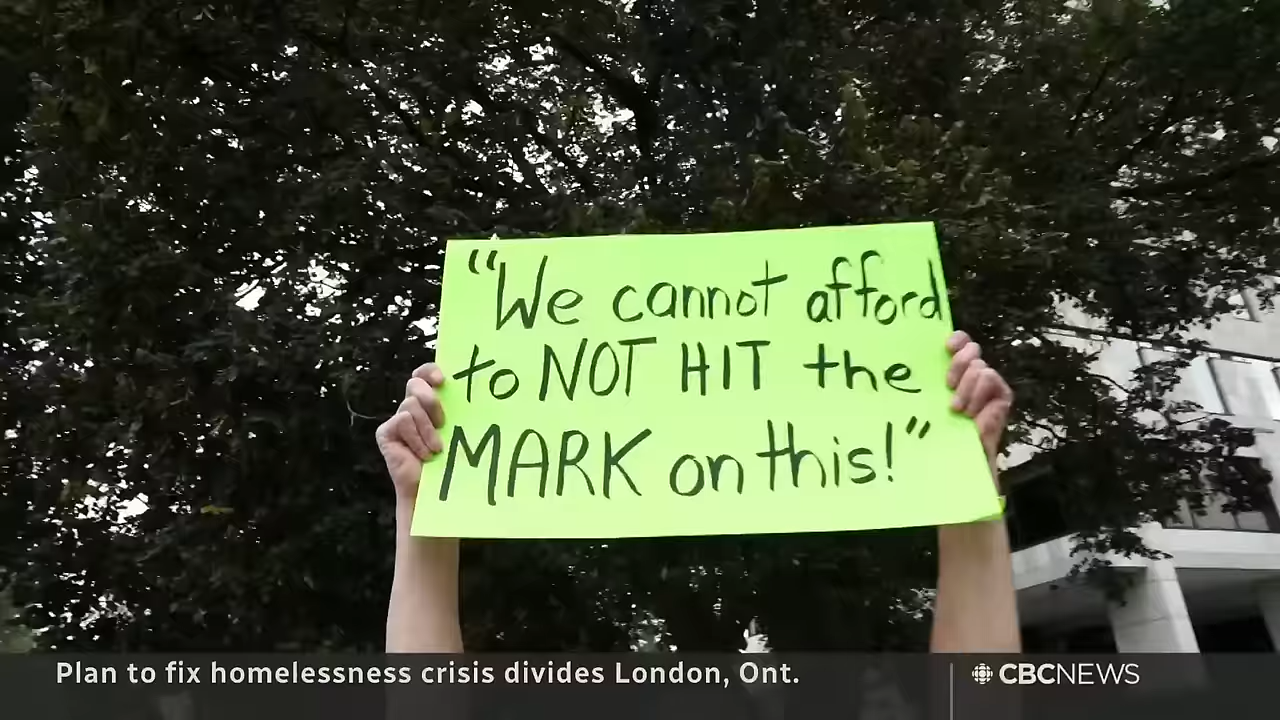 “We cannot afford
to NOT HIT the
MARK on this!”
Plan to fix homelessness crisis divides London, Ont.
CBCNEWS